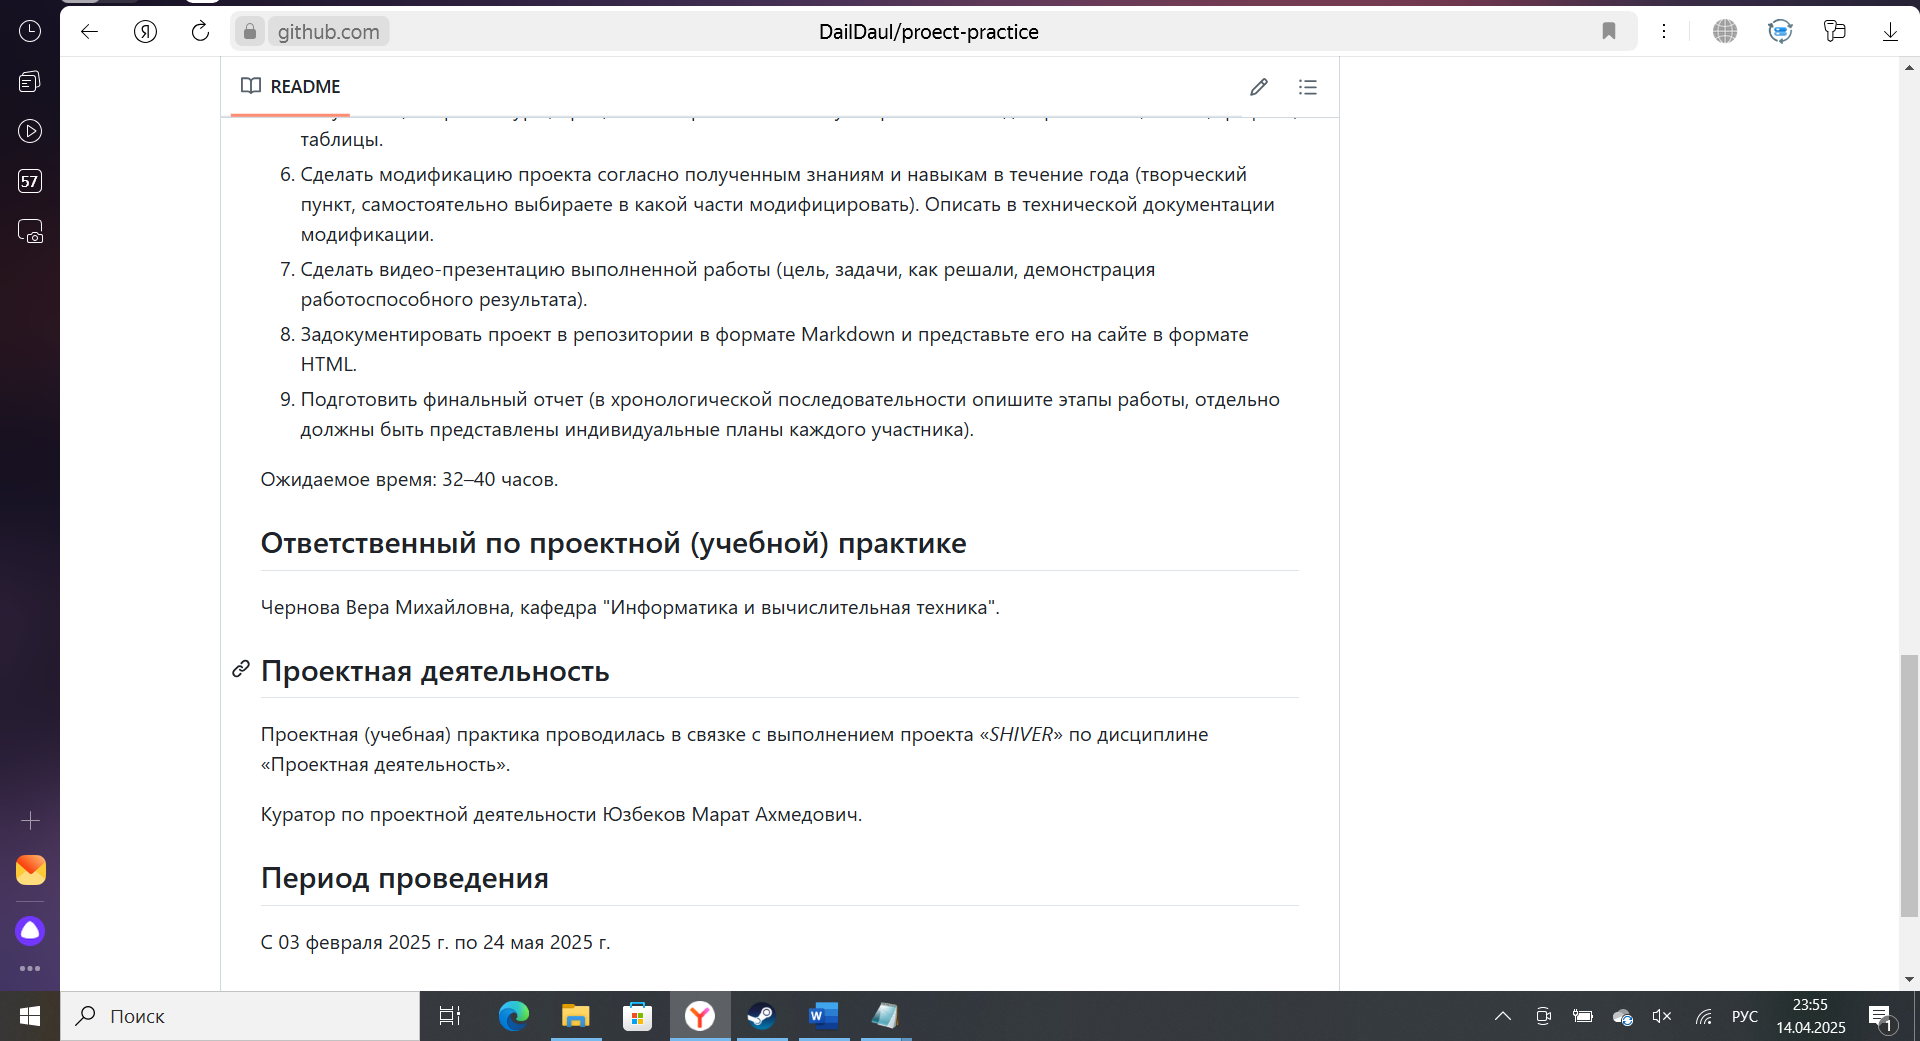 github.com
DailDaul/proect-practice
57
README
таблицы.
6. Сделать модификацию проекта согласно полученным знаниям и навыкам в течение года (творческий
пункт, самостоятельно выбираете в какой части модифицировать). Описать в технической документации
модификации.
7. Сделать видео-презентацию выполненной работы (цель, задачи, как решали, демонстрация
работоспособного результата).
8. Задокументировать проект в репозитории в формате Markdown и представьте его на сайте в формате
HTML.
9. Подготовить финальный отчет (в хронологической последовательности опишите этапы работы, отдельно
должны быть представлены индивидуальные планы каждого участника).
Ожидаемое время: 32–40 часов.
Ответственный по проектной (учебной) практике
Чернова Вера Михайловна, кафедра "Информатика и вычислительная техника".
Проектная деятельность
Проектная (учебная) практика проводилась в связке с выполнением проекта «SHIVER» по дисциплине
«Проектная деятельность».
Куратор по проектной деятельности Юзбеков Марат Ахмедович.
Период проведения
С 03 февраля 2025 г. по 24 мая 2025 г.
Поиск
РУС
23:55
14.04.2025
1